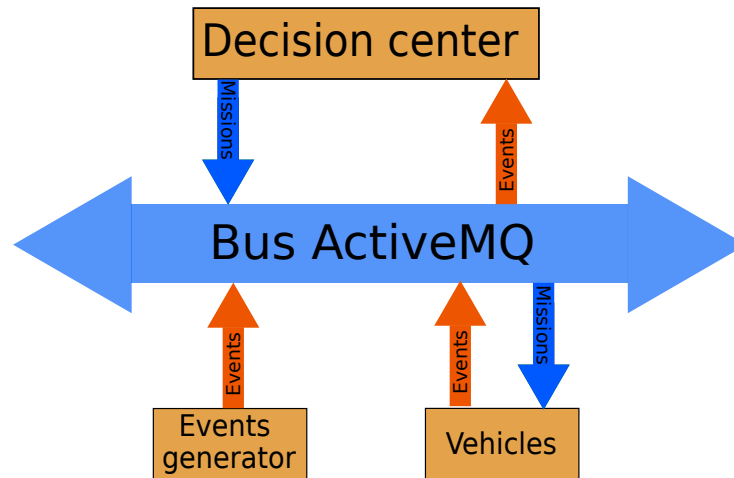 Decision center
Missions
Events
Bus ActiveMQ
Events
Events
Missions
Events
generator
Vehicles